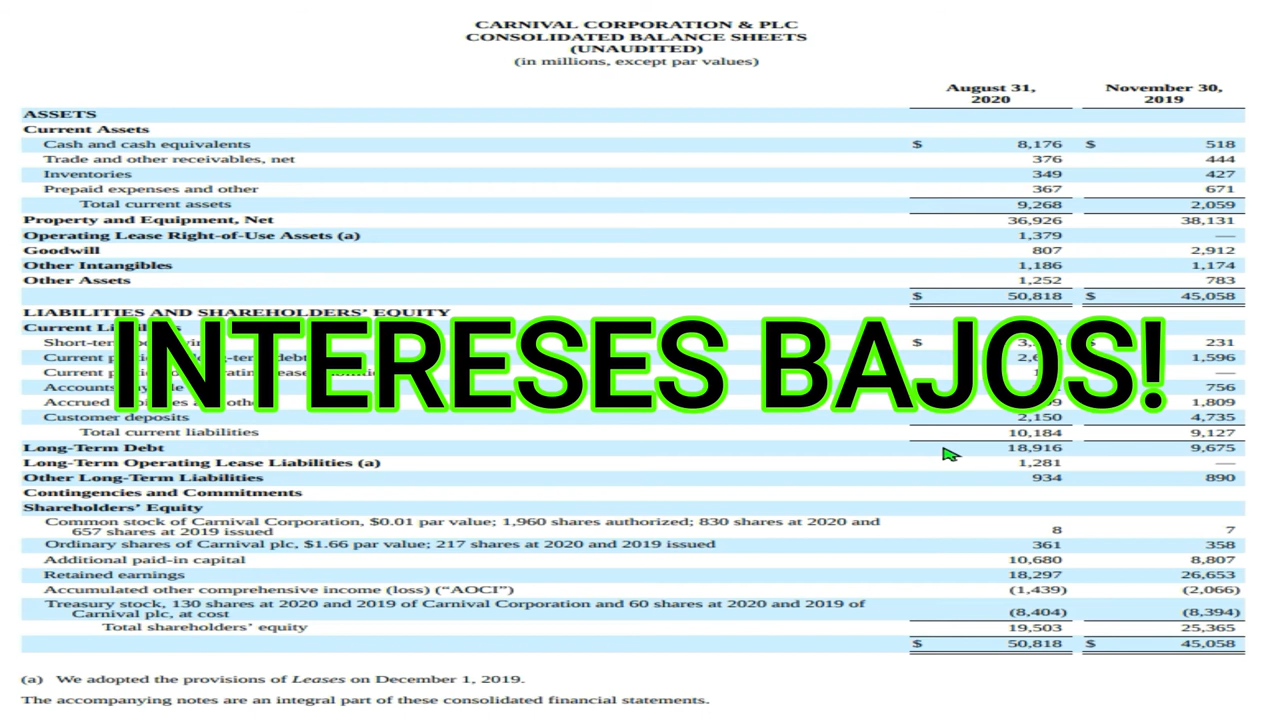 CARNIVAL CORPORATION & PLC
CONSOLIDATED BALANCE SHEETS
(UNAUDITED)
(in millions, except par values)
August 31, 2020 November 30, 2019
ASSETS
Current Assets
Cash and cash equivalents $ 8,176 $ 518
Trade and other receivables, net 376 444
Inventories 349 427
Prepaid expenses and other 367 671
Total current assets 9,268 2,059
Property and Equipment, Net 36,926 38,131
Operating Lease Right-of-Use Assets (a) 1,379 —
Goodwill 807 2,912
Other Intangibles 1,186 1,174
Other Assets 1,252 783
$ 50,818 $ 45,058
LIABILITIES AND SHAREHOLDERS' EQUITY
Current
$ 231
Current 1,596
Current —
Accounts 756
Accrued 1,809
INTERESES BAJOS!
Customer deposits 2,150 4,735
Total current liabilities 10,184 9,127
Long-Term Debt 18,916 9,675
Long-Term Operating Lease Liabilities (a) 1,281 —
Other Long-Term Liabilities 934 890
Contingencies and Commitments
Shareholders' Equity
Common stock of Carnival Corporation, $0.01 par value; 1,960 shares authorized; 830 shares at 2020 and
657 shares at 2019 issued 8 7
Ordinary shares of Carnival plc, $1.66 par value; 217 shares at 2020 and 2019 issued 361 358
Additional paid-in capital 10,680 8,807
Retained earnings 18,297 26,653
Accumulated other comprehensive income (loss) ("AOCI") (1,439) (2,066)
Treasury stock, 130 shares at 2020 and 2019 of Carnival Corporation and 60 shares at 2020 and 2019 of
Carnival plc, at cost (8,404) (8,394)
Total shareholders' equity 19,503 25,365
$ 50,818 $ 45,058
(a) We adopted the provisions of Leases on December 1, 2019.
The accompanying notes are an integral part of these consolidated financial statements.